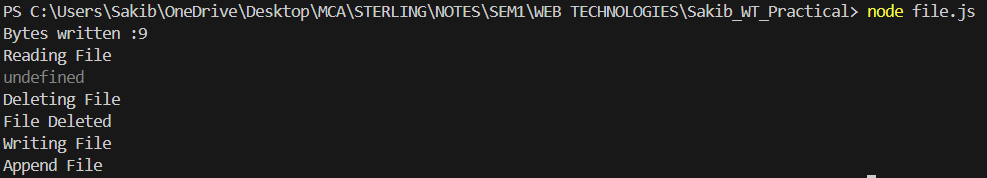 PS C:\Users\Sakib\OneDrive\Desktop\MCA\STERLING\NOTES\SEM1\WEB TECHNOLOGIES\Sakib_WT_Practical> node file.js
Bytes written :9
Reading File
undefined
Deleting File
File Deleted
Writing File
Append File